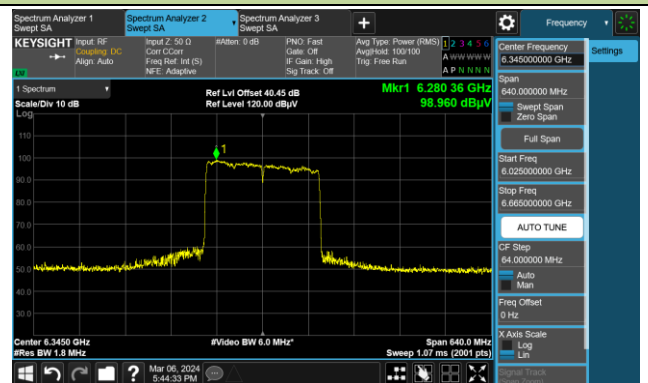 Spectrum Analyzer 1
Swept SA
Spectrum Analyzer 2
Swept SA
Spectrum Analyzer 3
Swept SA
Frequency
KEYSIGHT
Input: RF
Coupling: DC
Align: Auto
Input Z: 50 Ω
Corr CCorr
Freq Ref: Int (S)
NFE: Adaptive
#Atten: 0 dB
PNO: Fast
Gate: Off
IF Gain: High
Sig Track: Off
Avg Type: Power (RMS)
Avg|Hold: 100/100
Trig: Free Run
1 2 3 4 5 6
A W W W W W
A P N N N N
1 Spectrum
Scale/Div 10 dB
Log
Ref Lvl Offset 40.45 dB
Ref Level 120.00 dBµV
Mkr1 6.280 36 GHz
98.960 dBµV
110
100
90.0
80.0
70.0
60.0
50.0
40.0
30.0
1
Center 6.3450 GHz
#Res BW 1.8 MHz
#Video BW 6.0 MHz*
Span 640.0 MHz
Sweep 1.07 ms (2001 pts)
Mar 06, 2024
5:44:33 PM
Center Frequency
6.345000000 GHz
Settings
Span
640.000000 MHz
Swept Span
Zero Span
Full Span
Start Freq
6.025000000 GHz
Stop Freq
6.665000000 GHz
AUTO TUNE
CF Step
64.000000 MHz
Auto
Man
Freq Offset
0 Hz
X Axis Scale
Log
Lin
Signal Track